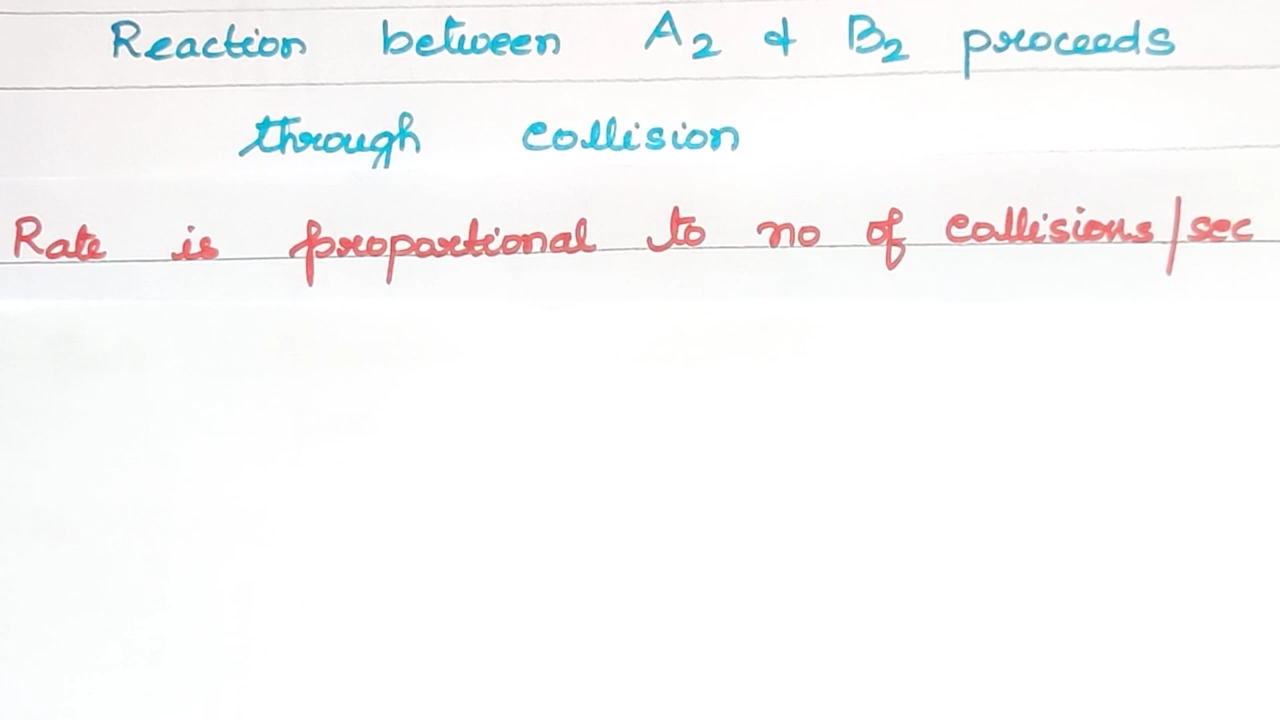 Reaction between A₂ & B₂ proceeds
through collision
Rate is proportional to no of collisions/sec